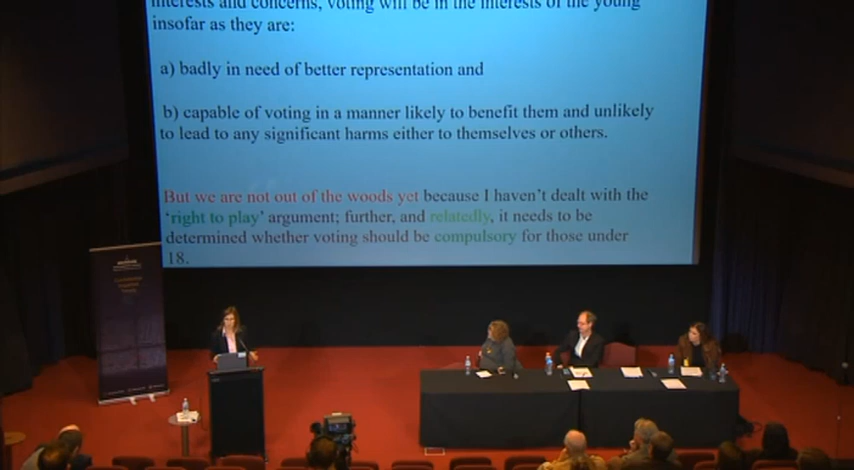 interests and concerns, voting will be in the interests of the young
insofar as they are:
a) badly in need of better representation and
b) capable of voting in a manner likely to benefit them and unlikely
to lead to any significant harms either to themselves or others.
But we are not out of the woods yet because I haven't dealt with the
'right to play' argument; further, and relatedly, it needs to be
determined whether voting should be compulsory for those under
18.